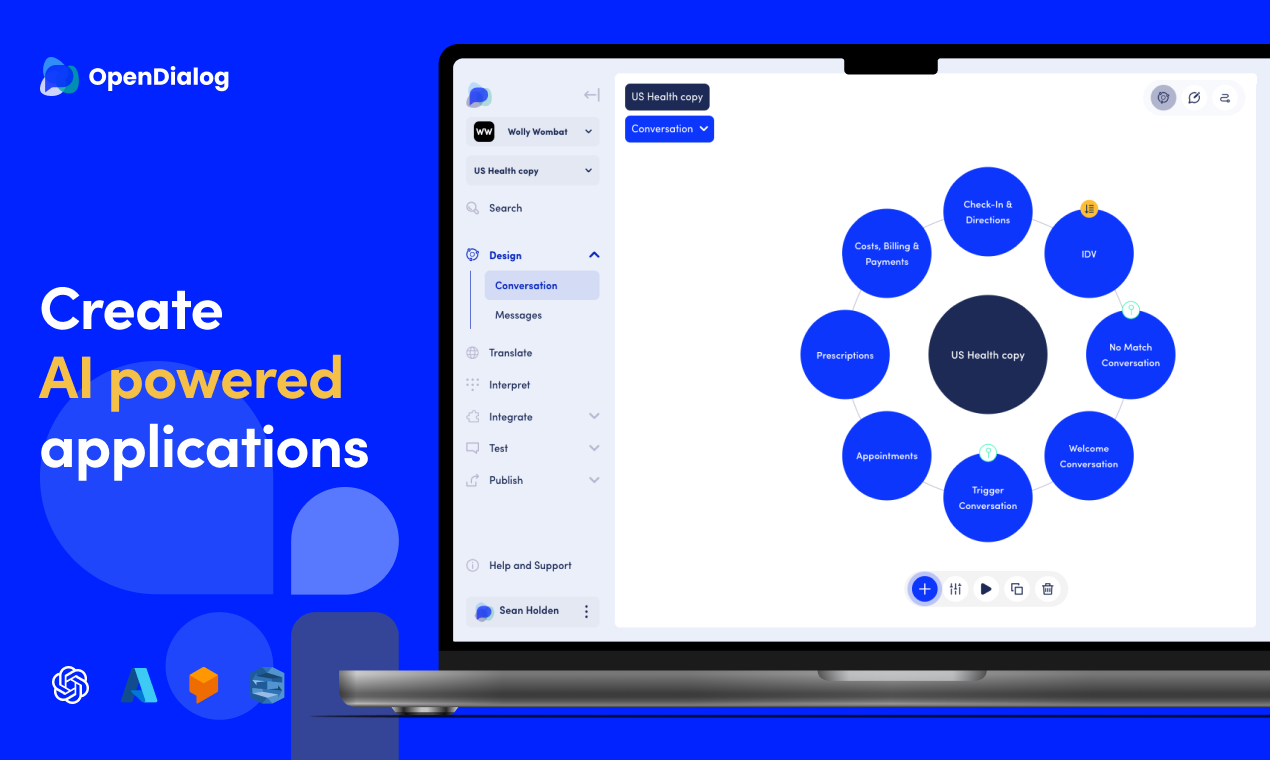 OpenDialog
Create
AI powered
applications
WW
Wolly Wombat
US Health copy
Search
Design
Conversation
Messages
Translate
Interpret
Integrate
Test
Publish
Help and Support
Sean Holden
US Health copy
Conversation
Check-In &
Directions
Costs, Billing &
Payments
IDV
Prescriptions
US Health copy
No Match
Conversation
Appointments
Welcome
Conversation
Trigger
Conversation